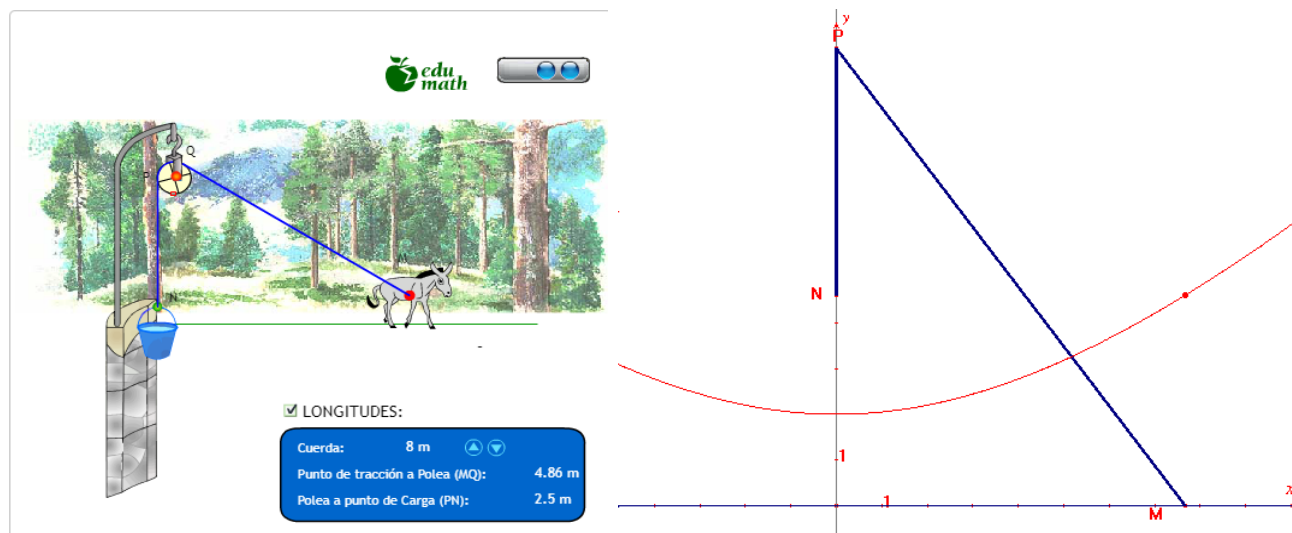 edu
math
Q
P
M
N
LONGITUDES:
Cuerda: 8 m
Punto de tracción a Polea (MQ): 4.86 m
Polea a punto de Carga (PN): 2.5 m
y
P
N
1
1
x
M